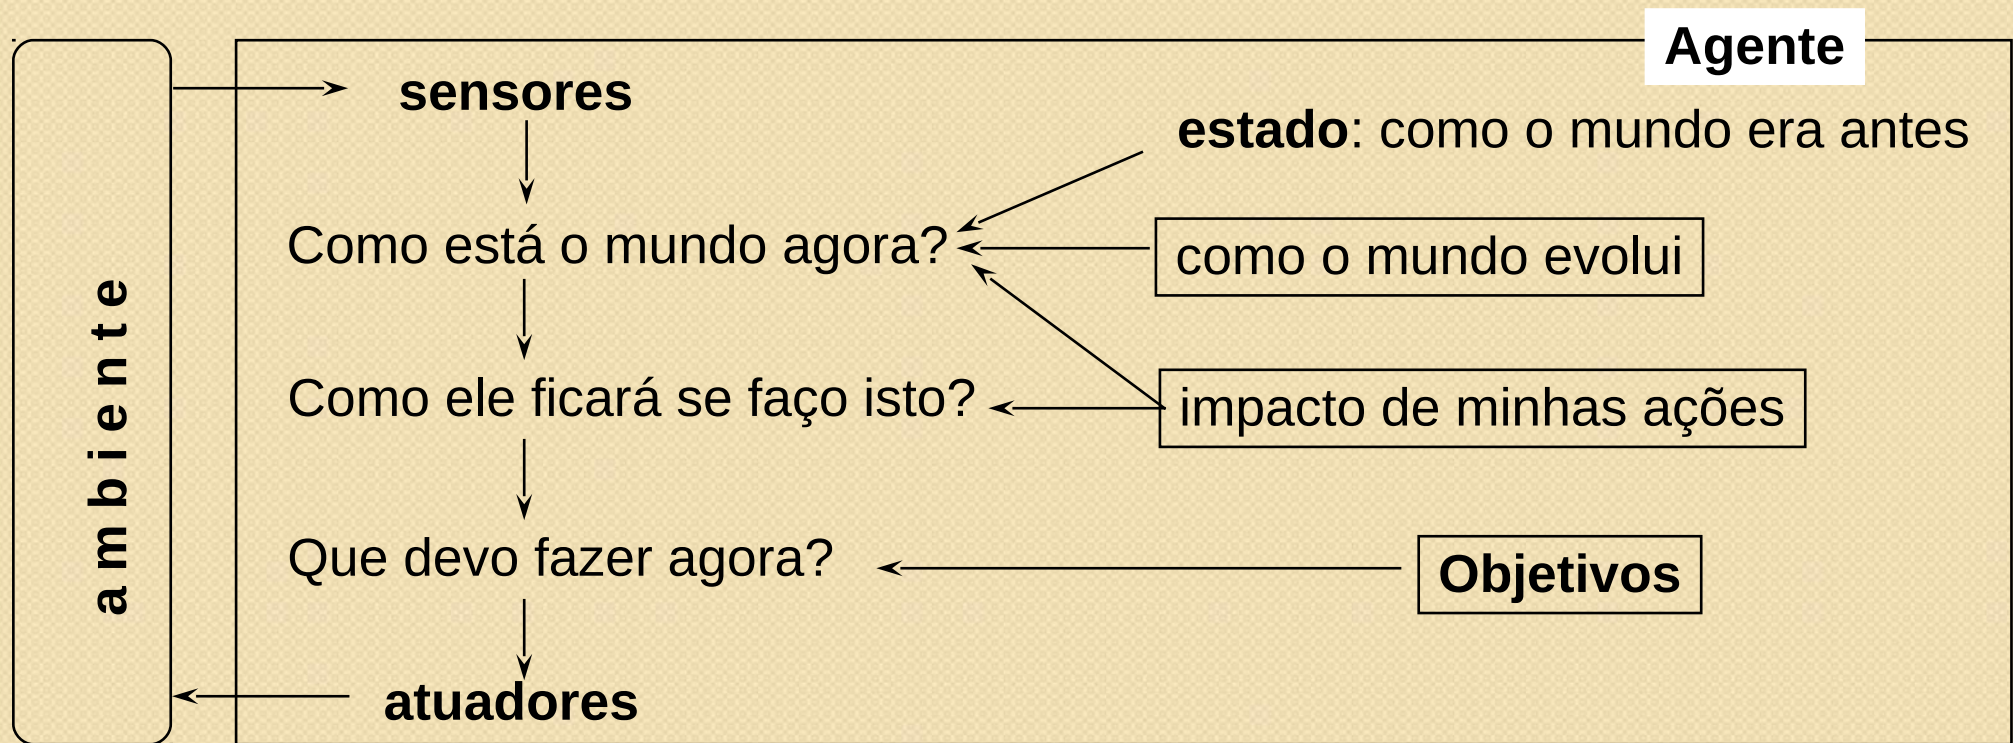 Agente
sensores
estado: como o mundo era antes
Como está o mundo agora?
como o mundo evolui
ambiente
Como ele ficará se faço isto?
impacto de minhas ações
Que devo fazer agora?
Objetivos
atuadores